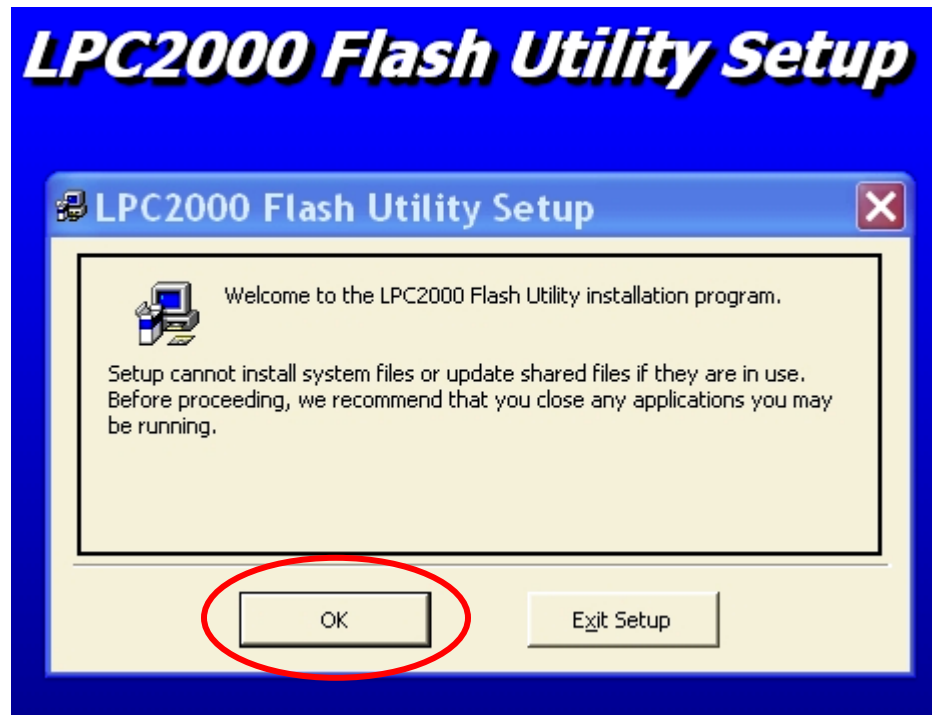 LPC2000 Flash Utility Setup
LPC2000 Flash Utility Setup
Welcome to the LPC2000 Flash Utility installation program.
Setup cannot install system files or update shared files if they are in use.
Before proceeding, we recommend that you close any applications you may
be running.
OK
Exit Setup